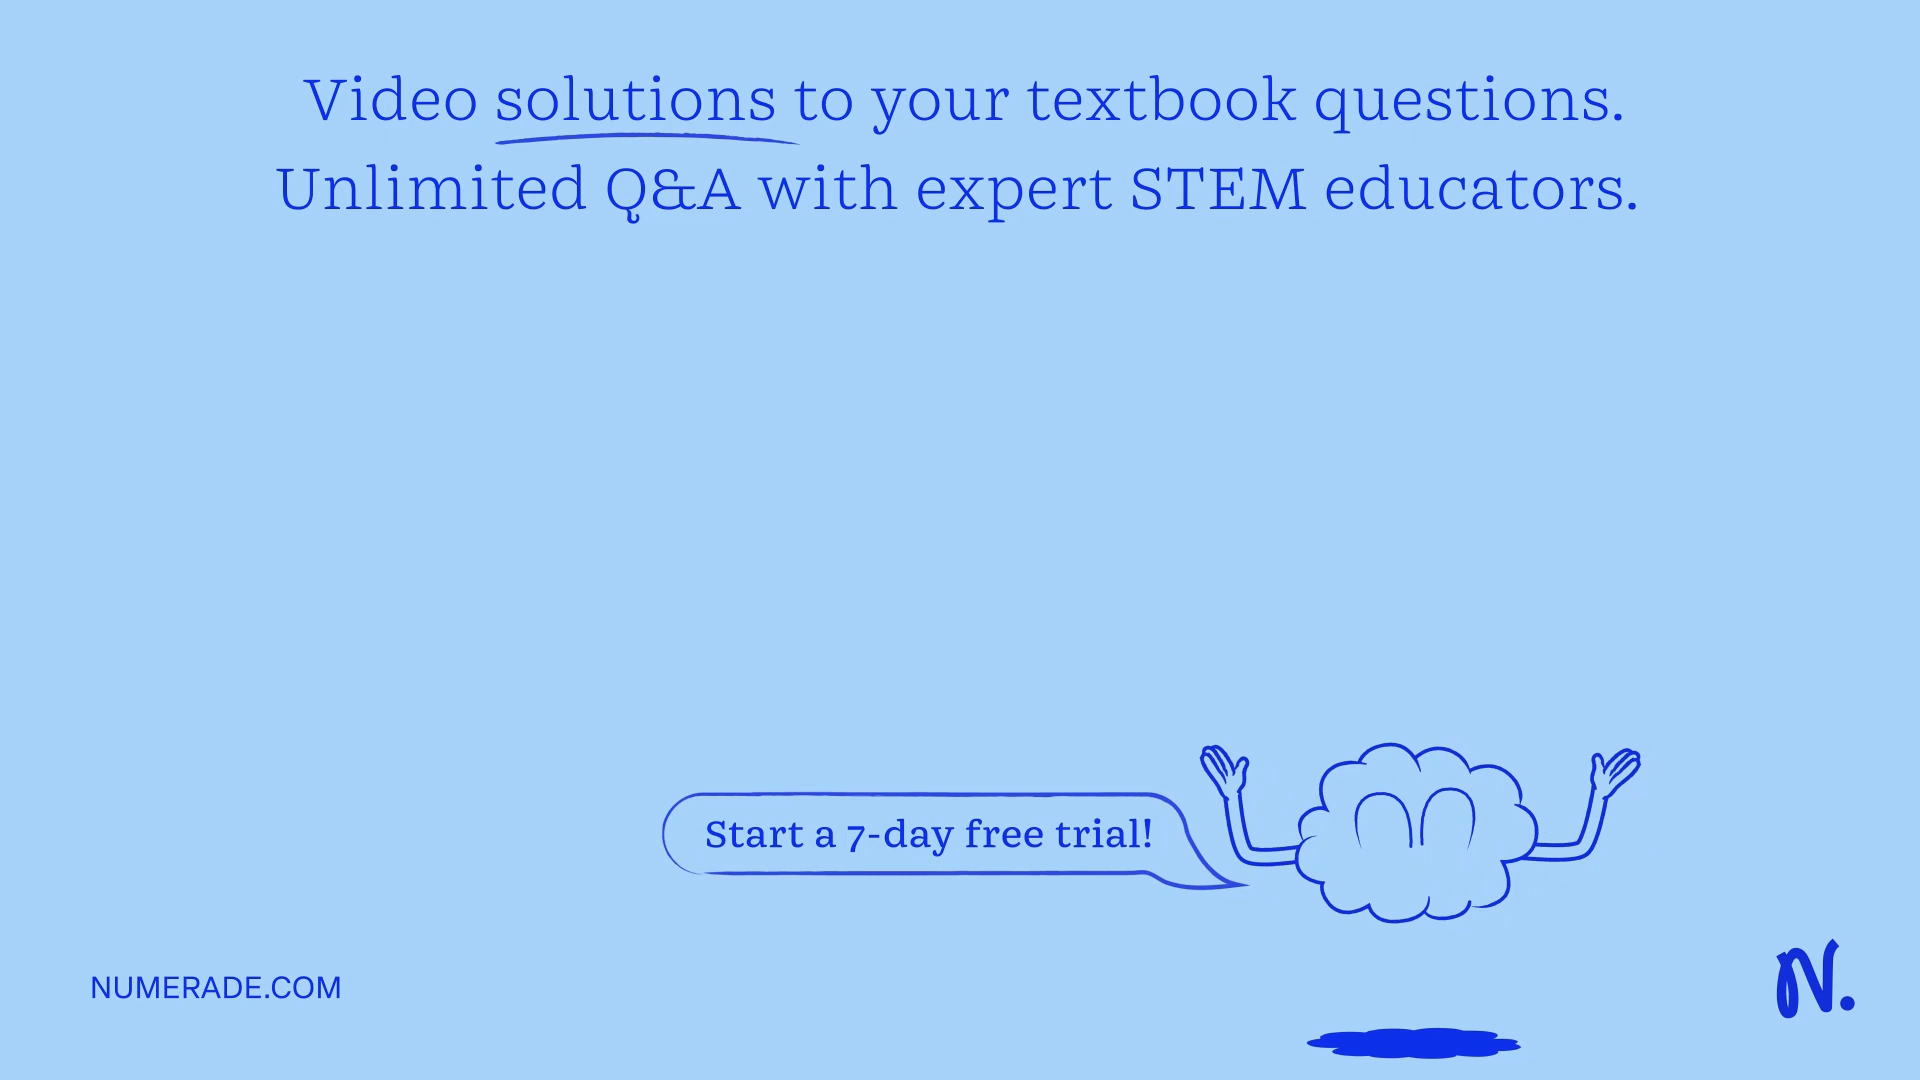 Video solutions to your textbook questions.
Unlimited Q&A with expert STEM educators.
Start a 7-day free trial!
NUMERADE.COM
N.